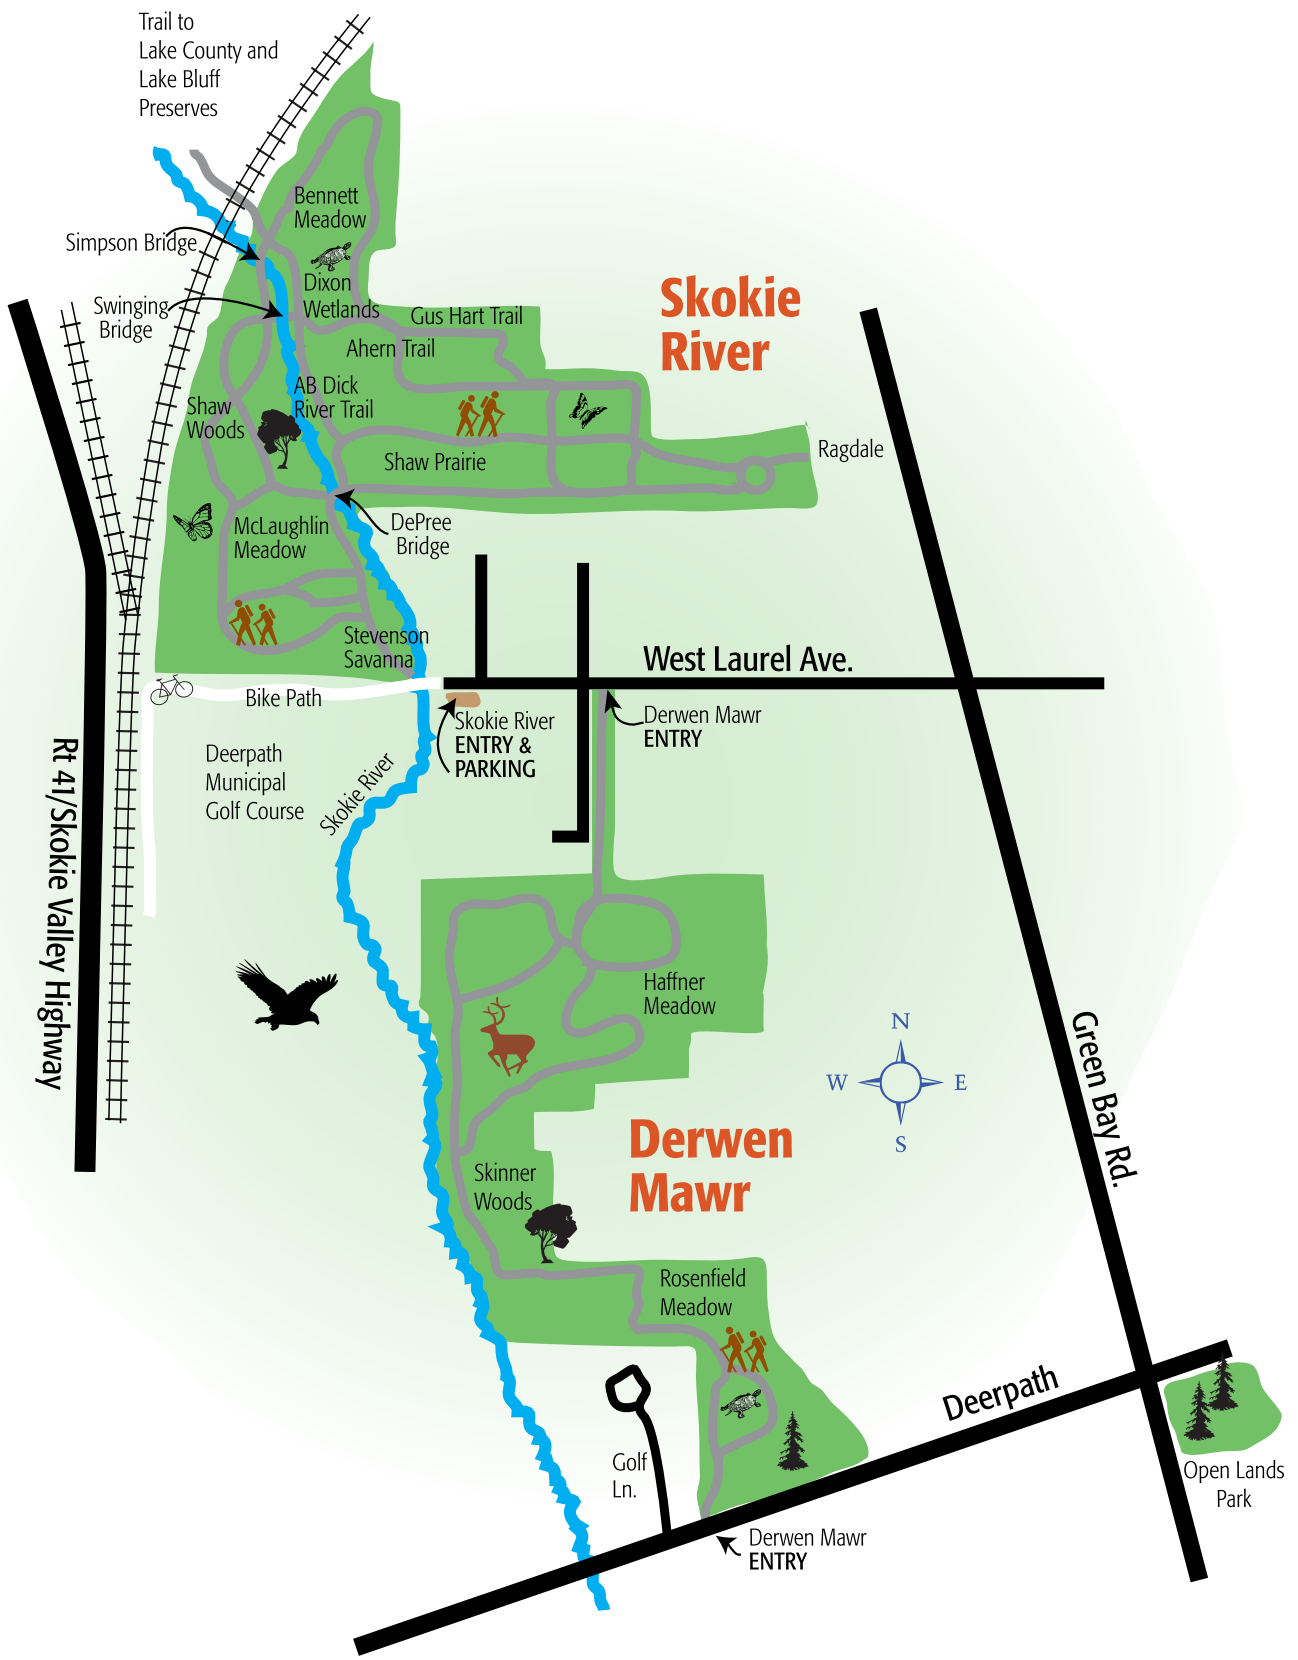 Trail to
Lake County and
Lake Bluff
Preserves
Bennett
Meadow
Simpson Bridge
Dixon
Wetlands
Swinging
Bridge
Gus Hart Trail
Ahern Trail
Skokie
River
AB Dick
River Trail
Shaw
Woods
Shaw Prairie
Ragdale
McLaughlin
Meadow
DePree
Bridge
Stevenson
Savanna
West Laurel Ave.
Bike Path
Skokie River
ENTRY &
PARKING
Derwen Mawr
ENTRY
Deerpath
Municipal
Golf Course
Skokie River
Rt 41/Skokie Valley Highway
Haffner
Meadow
N
W
E
S
Green Bay Rd.
Derwen
Mawr
Skinner
Woods
Rosenfield
Meadow
Deerpath
Golf
Ln.
Open Lands
Park
Derwen Mawr
ENTRY